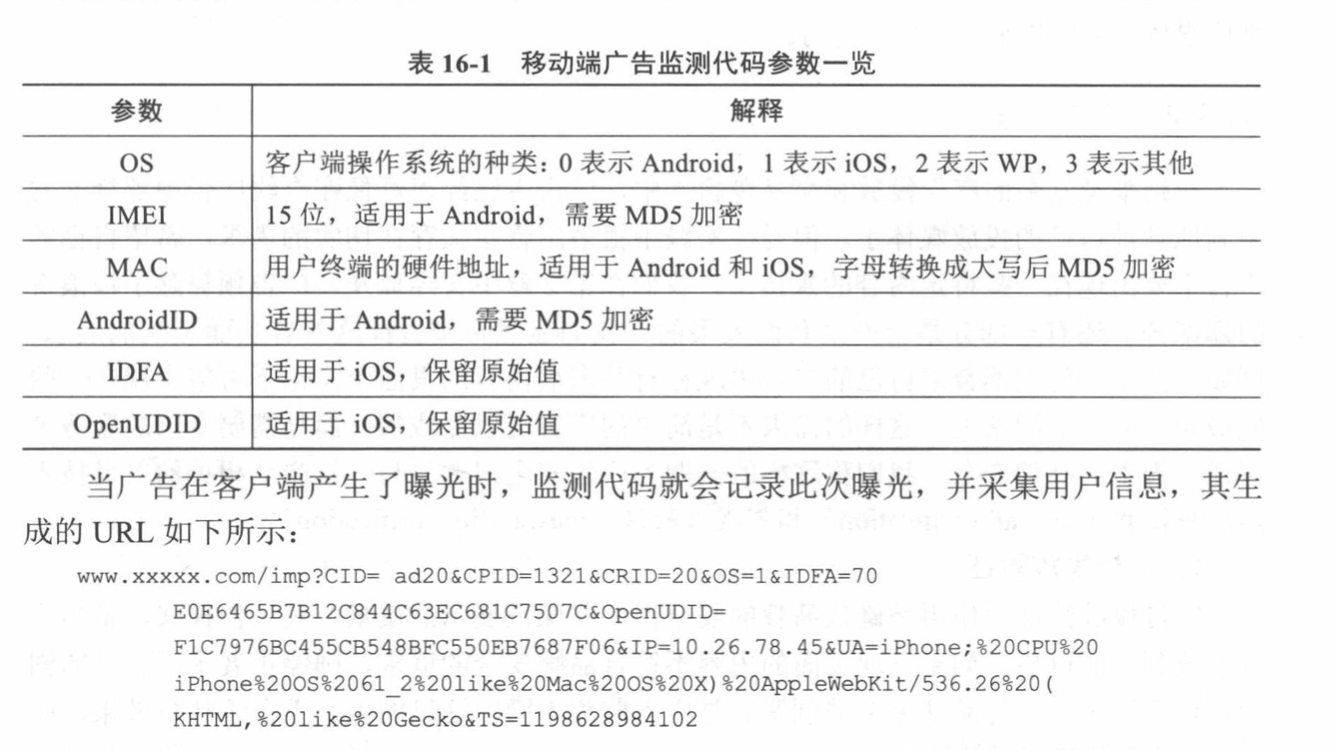 表 16-1 移动端广告监测代码参数一览
参数 解释
OS 客户端操作系统的种类：0 表示 Android，1 表示 iOS，2 表示 WP，3 表示其他
IMEI 15 位，适用于 Android，需要 MD5 加密
MAC 用户终端的硬件地址，适用于 Android 和 iOS，字母转换成大写后 MD5 加密
AndroidID 适用于 Android，需要 MD5 加密
IDFA 适用于 iOS，保留原始值
OpenUDID 适用于 iOS，保留原始值
当广告在客户端产生了曝光时，监测代码就会记录此次曝光，并采集用户信息，其生
成的 URL 如下所示：
www.xxxxx.com/imp?CID= ad20&CPID=1321&CRID=20&OS=1&IDFA=70
E0E6465B7B12C844C63EC681C7507C&OpenUDID=
F1C7976BC455CB548BFC550EB7687F06&IP=10.26.78.45&UA=iPhone;%20CPU%20
iPhone%20OS%2061_2%20like%20Mac%20OS%20X)%20AppleWebKit/536.26%20(
KHTML,%20like%20Gecko&TS=1198628984102